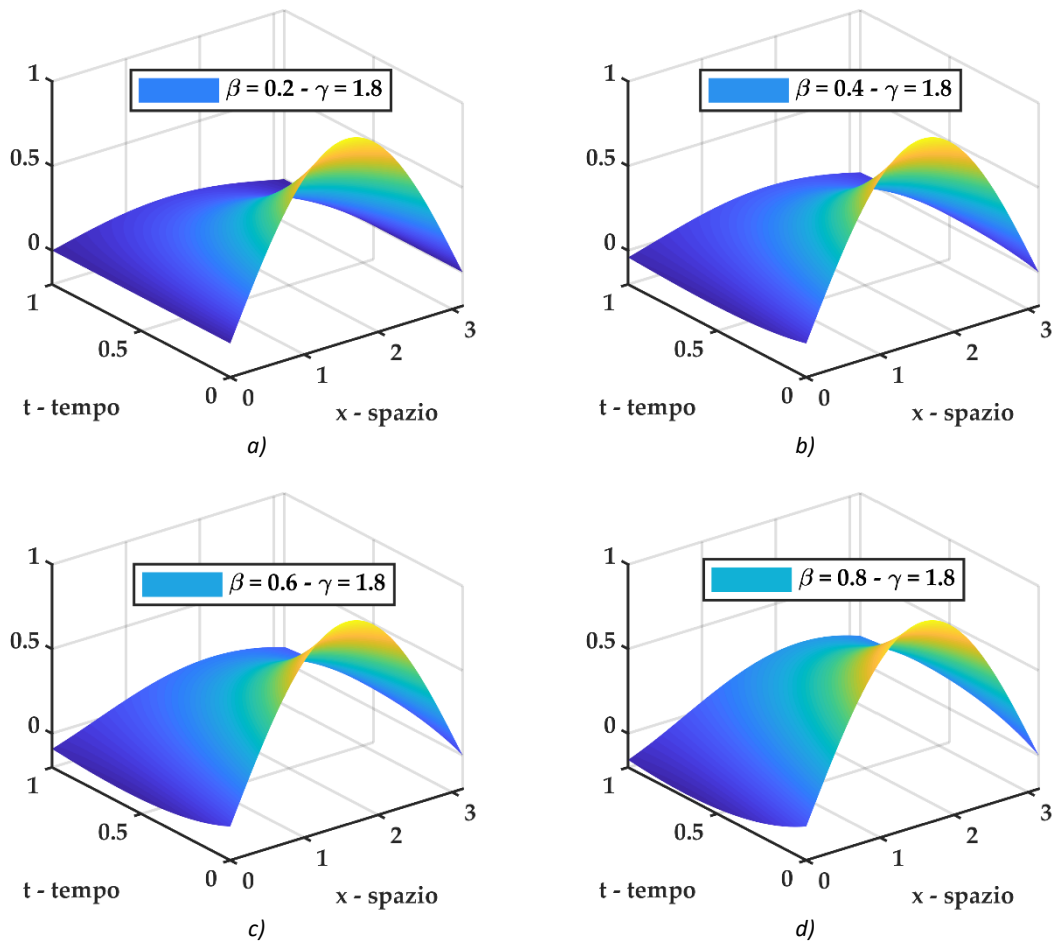 β = 0.2 - γ = 1.8
1
0.5
0
1
0.5
0
0
1
2
3
t - tempo
x - spazio
a)
β = 0.4 - γ = 1.8
1
0.5
0
1
0.5
0
0
1
2
3
t - tempo
x - spazio
b)
β = 0.6 - γ = 1.8
1
0.5
0
1
0.5
0
0
1
2
3
t - tempo
x - spazio
c)
β = 0.8 - γ = 1.8
1
0.5
0
1
0.5
0
0
1
2
3
t - tempo
x - spazio
d)